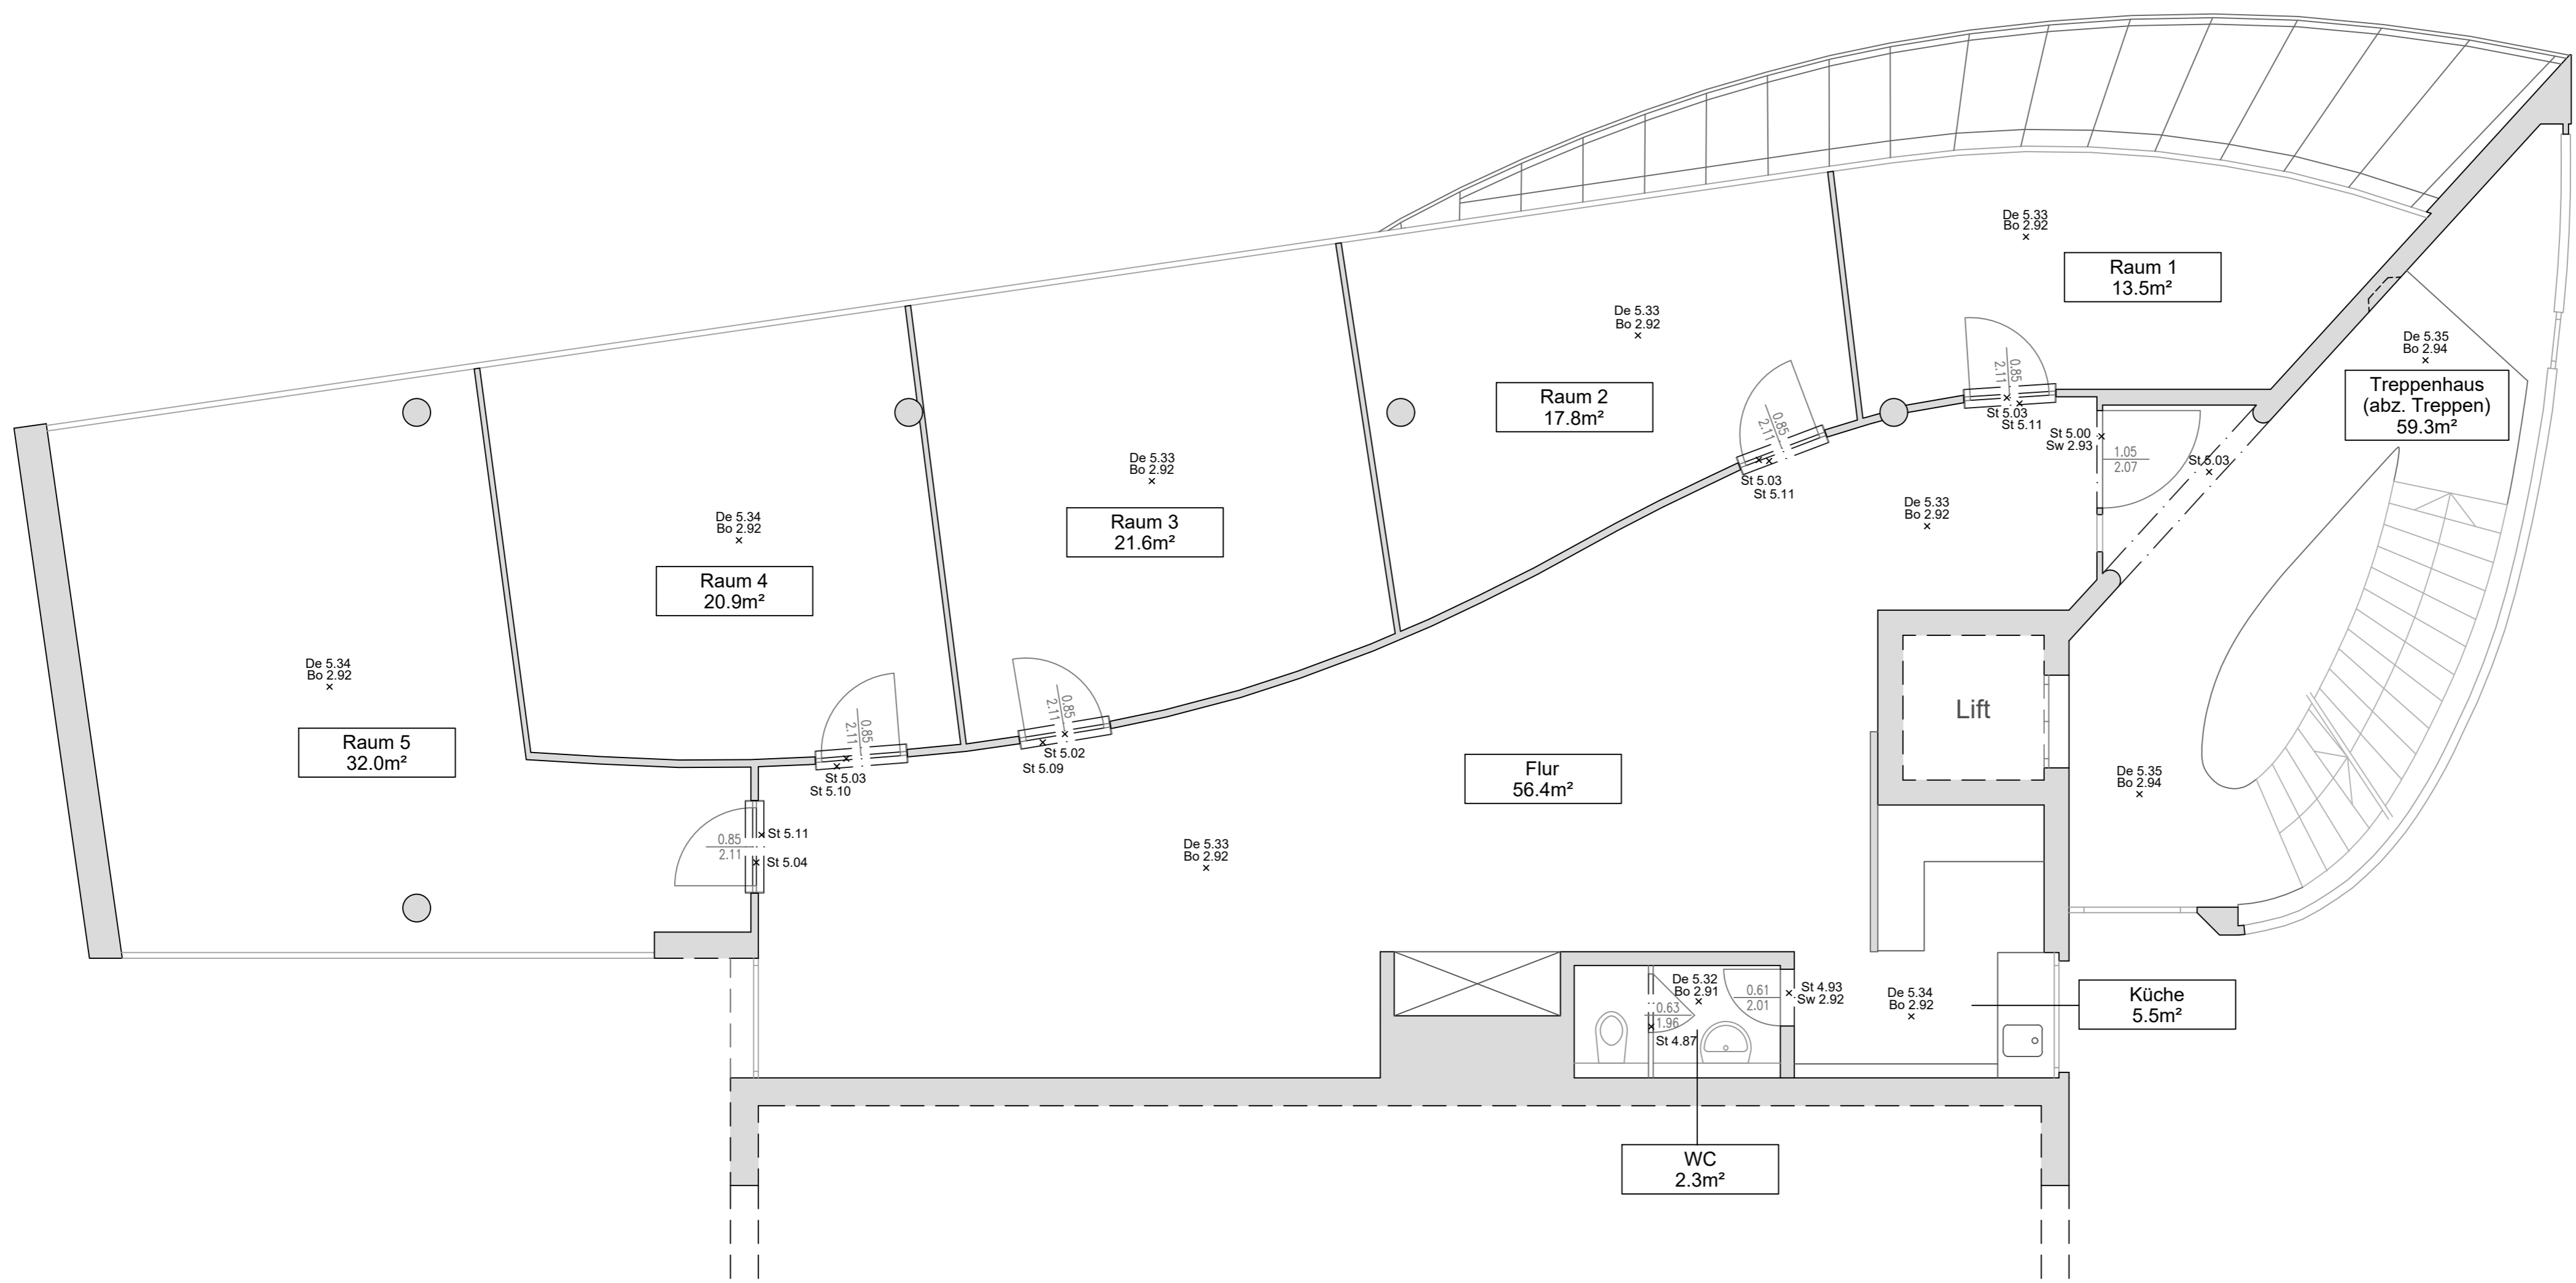 De 5.33
Bo 2.92
Raum 1
13.5m²
0.85
2.11
St 5.03
St 5.11
De 5.33
Bo 2.92
Raum 2
17.8m²
0.85
2.11
St 5.03
St 5.11
De 5.35
Bo 2.94
Treppenhaus
(abz. Treppen)
59.3m²
St 5.00
Sw 2.93
1.05
2.07
St 5.03
De 5.33
Bo 2.92
De 5.33
Bo 2.92
Raum 3
21.6m²
0.85
2.11
St 5.02
St 5.09
De 5.34
Bo 2.92
Raum 4
20.9m²
0.85
2.11
St 5.03
St 5.10
De 5.34
Bo 2.92
Raum 5
32.0m²
0.85
2.11
St 5.11
St 5.04
Lift
Flur
56.4m²
De 5.33
Bo 2.92
De 5.35
Bo 2.94
De 5.32
Bo 2.91
0.63
1.96
St 4.87
0.61
2.01
St 4.93
Sw 2.92
De 5.34
Bo 2.92
Küche
5.5m²
WC
2.3m²